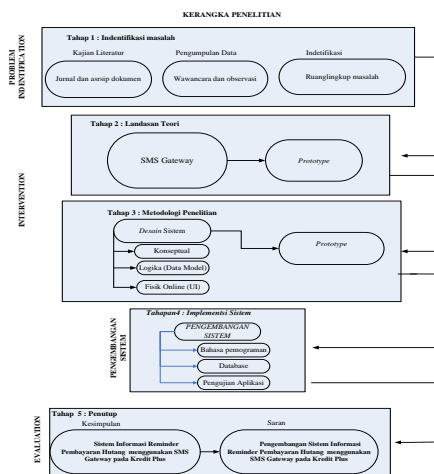 KERANGKA PENELITIAN
PROBLEM
INDENTIFICATION
Tahap 1 : Indentifikasi masalah
Kajian Literatur
Pengumpulan Data
Indetifikasi
Jurnal dan asrsip dokumen
Wawancara dan observasi
Ruanglingkup masalah
INTERVENTION
Tahap 2 : Landasan Teori
SMS Gateway
Prototype
Tahap 3 : Metodologi Penelitian
Desain Sistem
Prototype
Konseptual
Logika (Data Model)
Fisik Online (UI)
PENGEMBANGAN
SISTEM
Tahapan4 : Implementsi Sistem
PENGEMBANGAN
SISTEM
Bahasa pemograman
Database
Pengujian Aplikasi
EVALUATION
Tahap 5 : Penutup
Kesimpulan
Saran
Sistem Informasi Reminder
Pembayaran Hutang menggunakan SMS
Gateway pada Kredit Plus
Pengembangan Sistem Informasi
Reminder Pembayaran Hutang menggunakan
SMS Gateway pada Kredit Plus